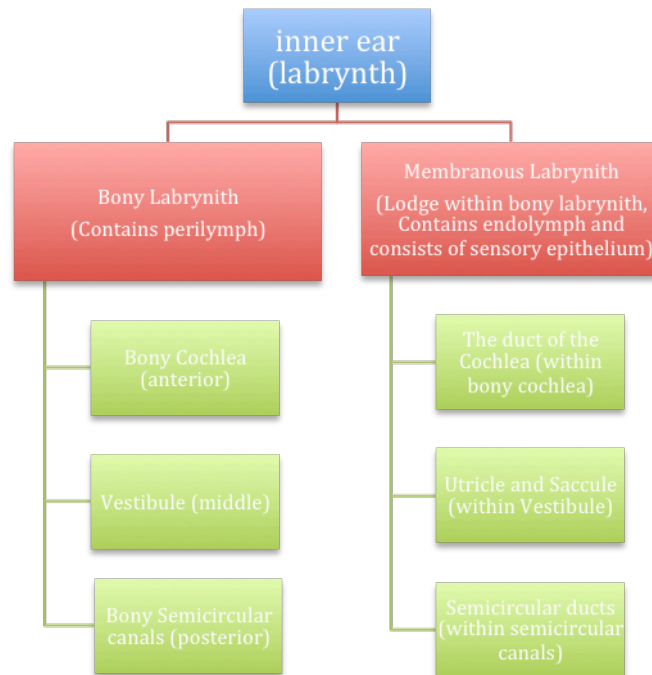 inner ear
(labrynth)
Bony Labrynith
(Contains perilymph)
Membranous Labrynith
(Lodge within bony labrynith,
Contains endolymph and
consists of sensory epithelium)
Bony Cochlea
(anterior)
Vestibule (middle)
Bony Semicircular
canals (posterior)
The duct of the
Cochlea (within
bony cochlea)
Utricle and Saccule
(within Vestibule)
Semicircular ducts
(within semicircular
canals)